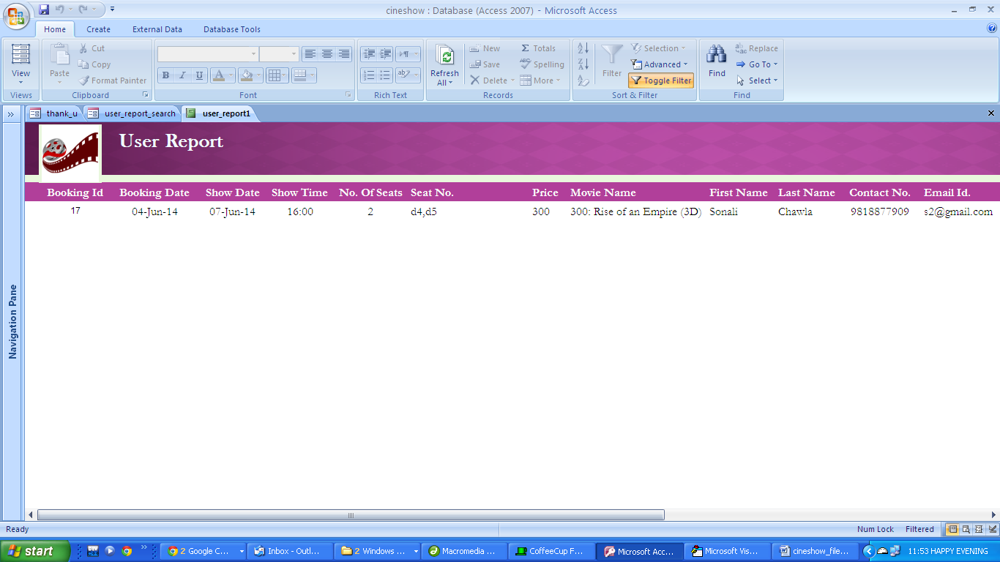 cineshow : Database (Access 2007) - Microsoft Access
Home Create External Data Database Tools
View Paste Cut Copy Format Painter
B I U A
Refresh All New Save Delete Σ Totals ABC Spelling More
A Z Z A Filter Selection Advanced Toggle Filter
Find Replace Go To Select
Views Clipboard Font Rich Text Records Sort & Filter Find
thank_u user_report_search user_report1
Navigation Pane
User Report
Booking Id Booking Date Show Date Show Time No. Of Seats Seat No. Price Movie Name First Name Last Name Contact No. Email Id.
17 04-Jun-14 07-Jun-14 16:00 2 d4,d5 300 300: Rise of an Empire (3D) Sonali Chawla 9818877909 s2@gmail.com
Ready Num Lock Filtered
start 2 Google C... Inbox - Outl... 2 Windows ... Macromedia ... CoffeeCup F... Microsoft Acc... Microsoft Vis... cineshow_file... 11:53 HAPPY EVENING